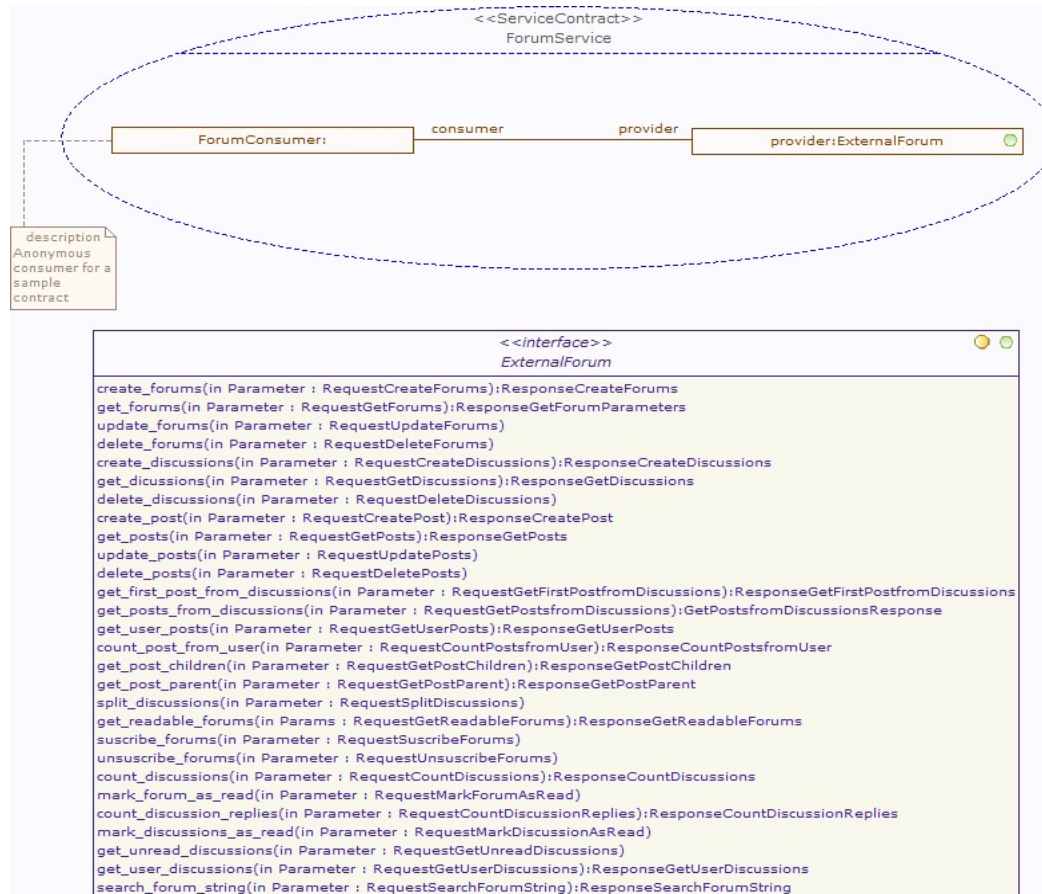 <<ServiceContract>>
ForumService
consumer
provider
ForumConsumer:
provider:ExternalForum
description
Anonymous
consumer for a
sample
contract
<<interface>>
ExternalForum
create_forums(in Parameter : RequestCreateForums):ResponseCreateForums
get_forums(in Parameter : RequestGetForums):ResponseGetForumParameters
update_forums(in Parameter : RequestUpdateForums)
delete_forums(in Parameter : RequestDeleteForums)
create_discussions(in Parameter : RequestCreateDiscussions):ResponseCreateDiscussions
get_dicussions(in Parameter : RequestGetDiscussions):ResponseGetDiscussions
delete_discussions(in Parameter : RequestDeleteDiscussions)
create_post(in Parameter : RequestCreatePost):ResponseCreatePost
get_posts(in Parameter : RequestGetPosts):ResponseGetPosts
update_posts(in Parameter : RequestUpdatePosts)
delete_posts(in Parameter : RequestDeletePosts)
get_first_post_from_discussions(in Parameter : RequestGetFirstPostfromDiscussions):ResponseGetFirstPostfromDiscussions
get_posts_from_discussions(in Parameter : RequestGetPostsfromDiscussions):GetPostsfromDiscussionsResponse
get_user_posts(in Parameter : RequestGetUserPosts):ResponseGetUserPosts
count_post_from_user(in Parameter : RequestCountPostsfromUser):ResponseCountPostsfromUser
get_post_children(in Parameter : RequestGetPostChildren):ResponseGetPostChildren
get_post_parent(in Parameter : RequestGetPostParent):ResponseGetPostParent
split_discussions(in Parameter : RequestSplitDiscussions)
get_readable_forums(in Params : RequestGetReadableForums):ResponseGetReadableForums
suscribe_forums(in Parameter : RequestSuscribeForums)
unsuscribe_forums(in Parameter : RequestUnsuscribeForums)
count_discussions(in Parameter : RequestCountDiscussions):ResponseCountDiscussions
mark_forum_as_read(in Parameter : RequestMarkForumAsRead)
count_discussion_replies(in Parameter : RequestCountDiscussionReplies):ResponseCountDiscussionReplies
mark_discussions_as_read(in Parameter : RequestMarkDiscussionAsRead)
get_unread_discussions(in Parameter : RequestGetUnreadDiscussions)
get_user_discussions(in Parameter : RequestGetUserDiscussions):ResponseGetUserDiscussions
search_forum_string(in Parameter : RequestSearchForumString):ResponseSearchForumString